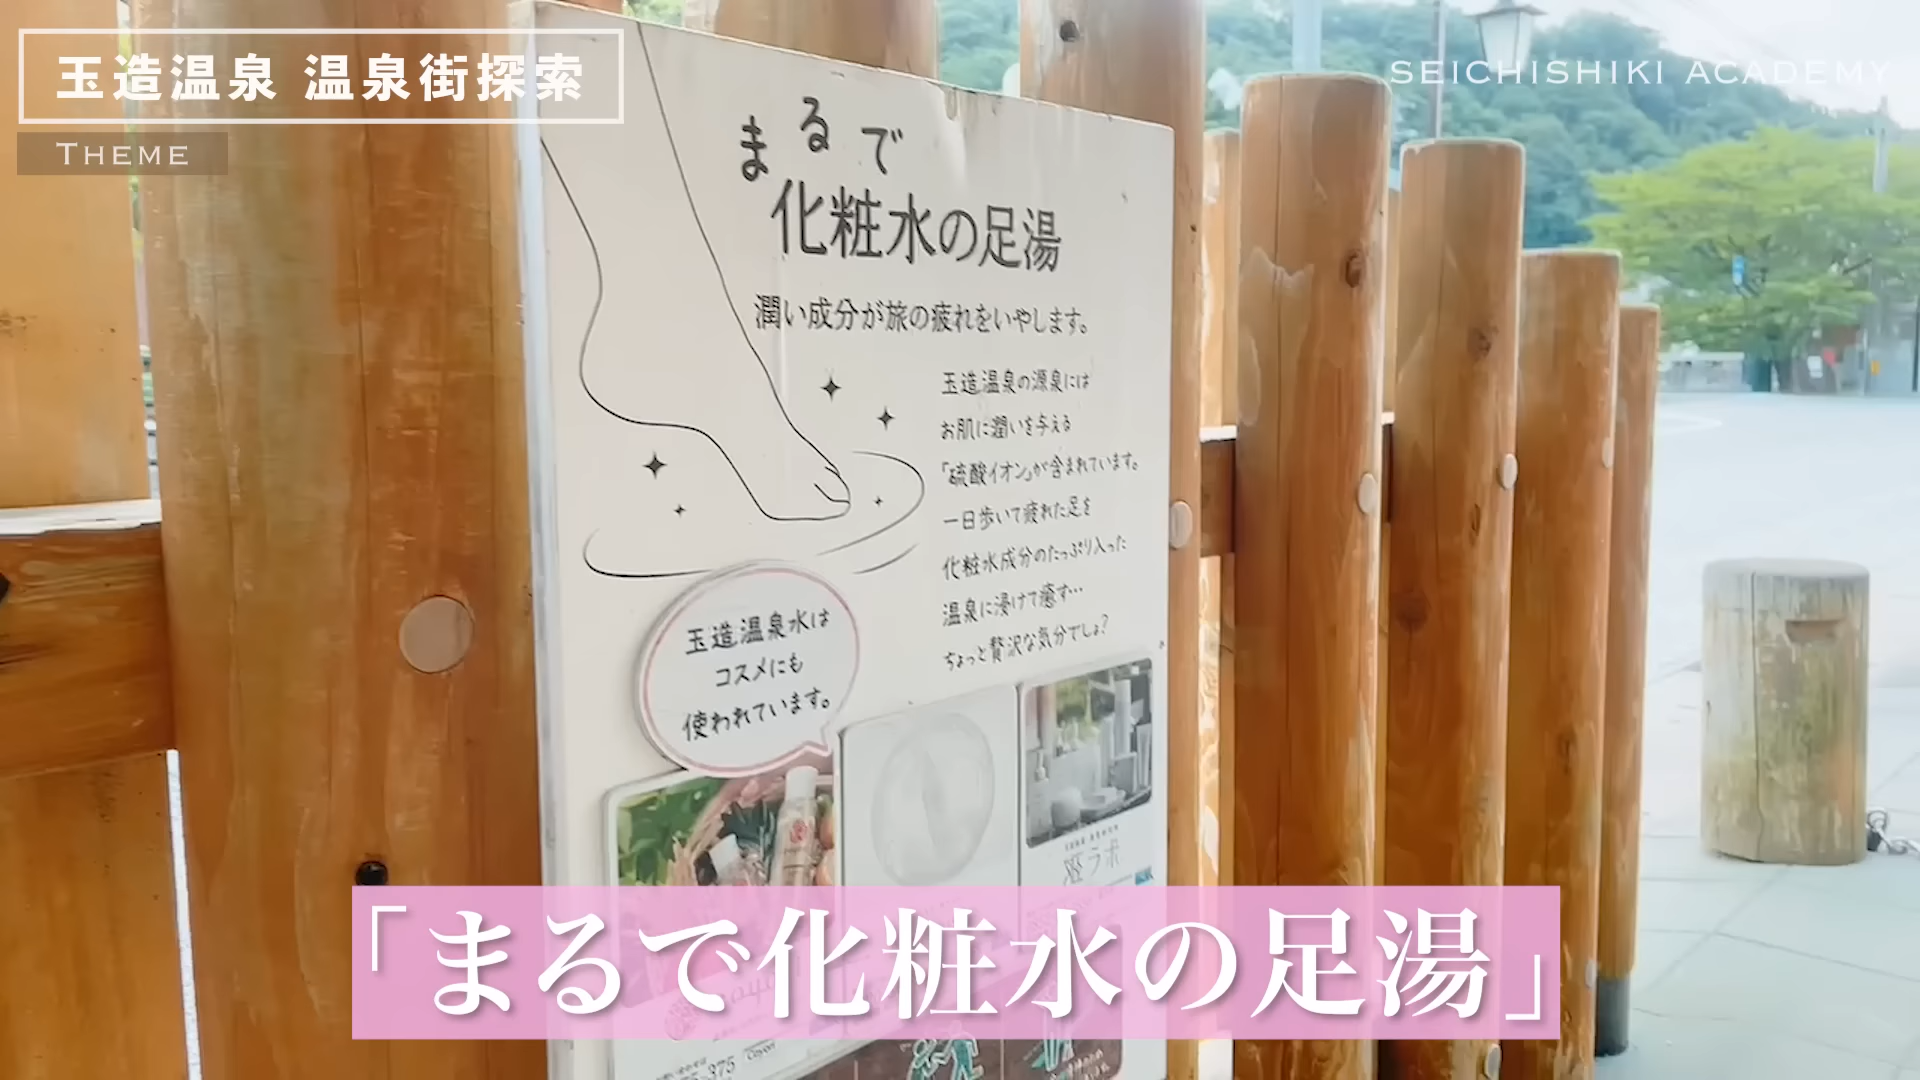 玉造温泉 温泉街探索
THEME
SEICHISHIKI ACADEMY
まるで
化粧水の足湯
潤い成分が旅の疲れをいやします。
玉造温泉の源泉には
お肌に潤いを与える
「硫酸イオン」が含まれています。
一日歩いて疲れた足を
化粧水成分のたっぷり入った
温泉に浸けて癒す…
ちょっと贅沢な気分でしょ?
玉造温泉水は
コスメにも
使われています。
姫ラボ
「まるで化粧水の足湯」